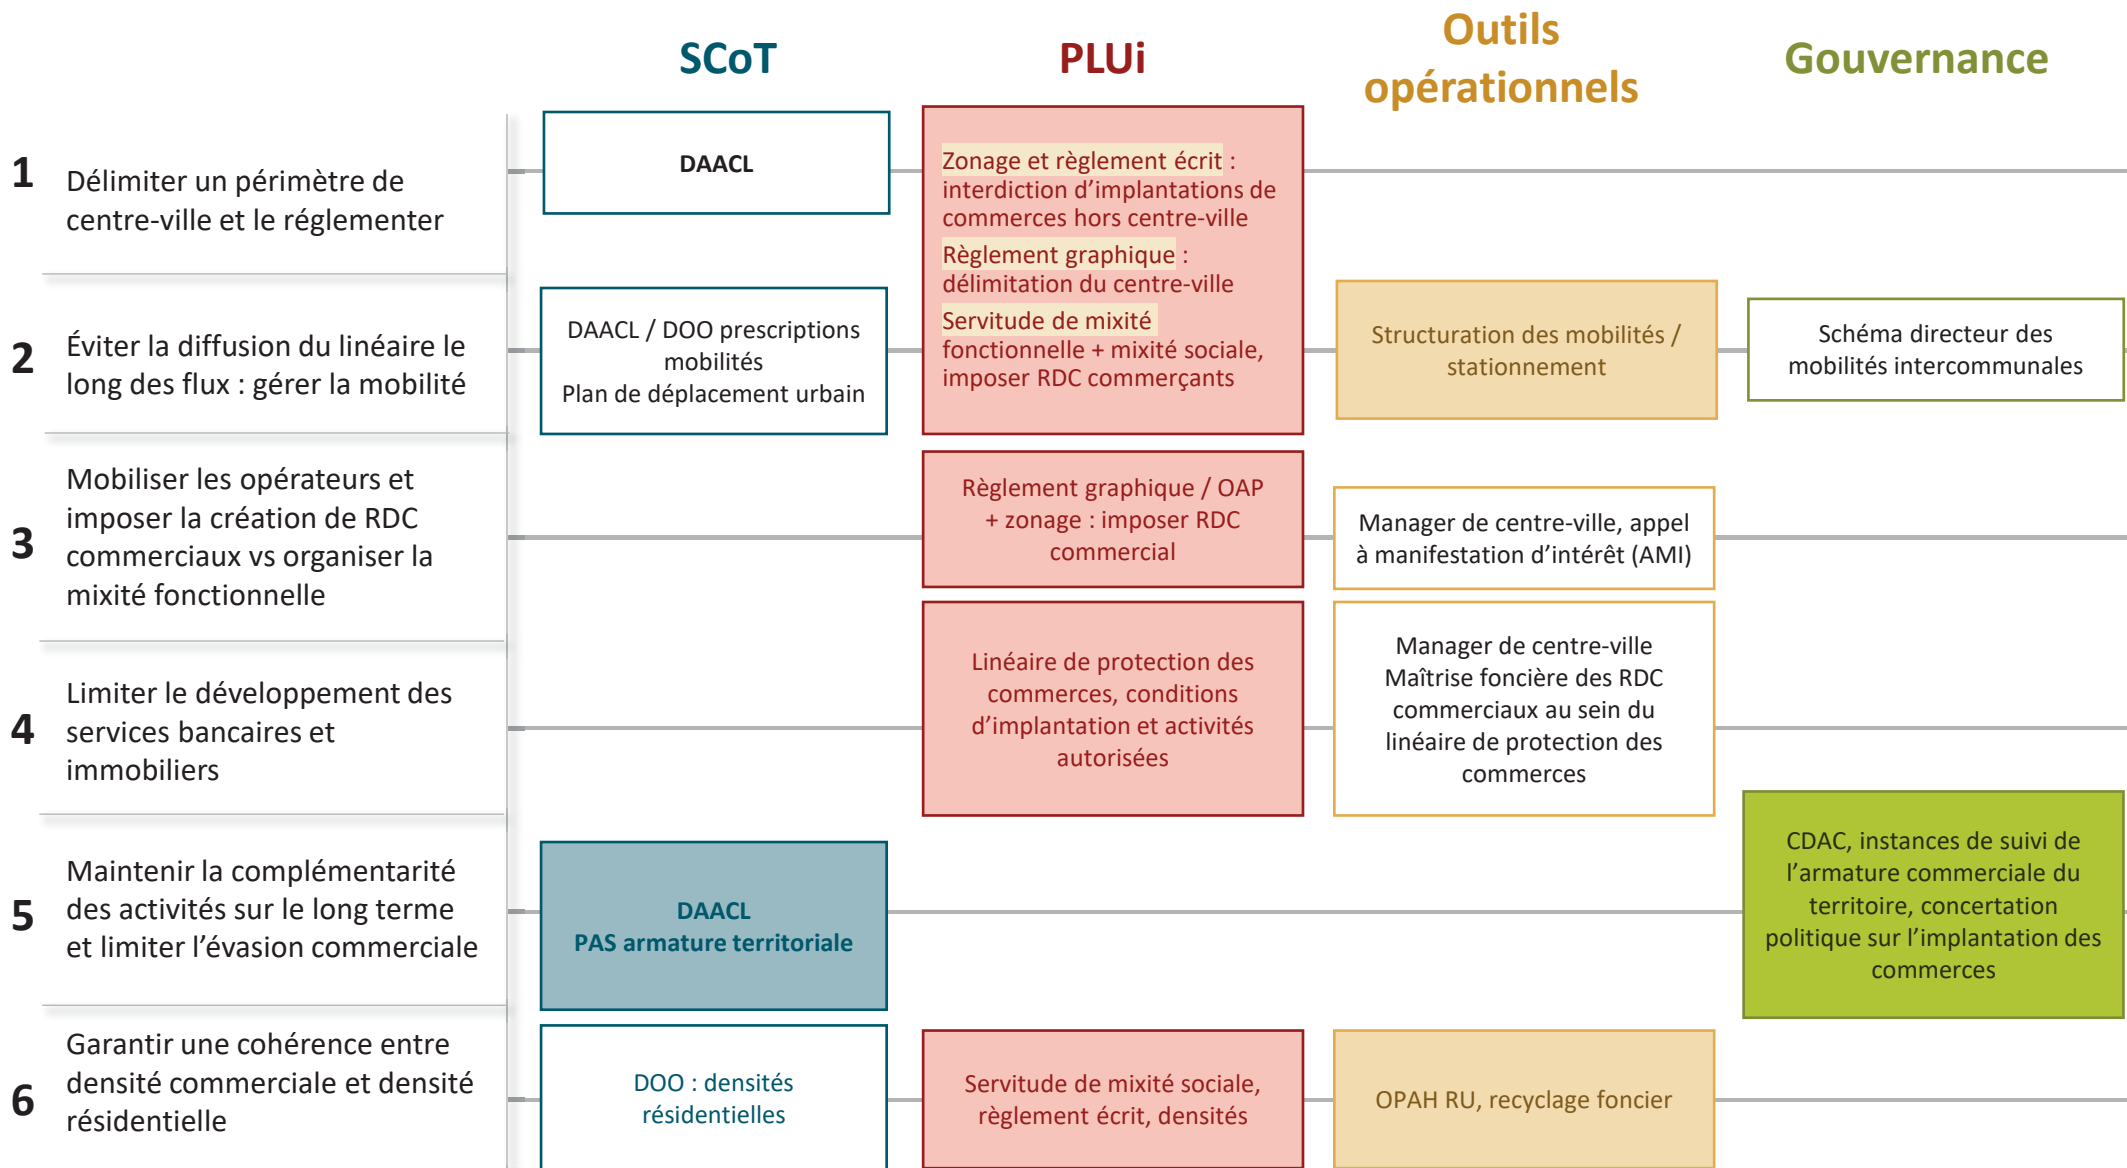 SCoT
PLUi
Outils
opérationnels
Gouvernance
1
Délimiter un périmètre de
centre-ville et le réglementer
DAACL
Zonage et règlement écrit :
interdiction d’implantations de
commerces hors centre-ville
Règlement graphique :
délimitation du centre-ville
Servitude de mixité
fonctionnelle + mixité sociale,
imposer RDC commerçants
2
Éviter la diffusion du linéaire le
long des flux : gérer la mobilité
DAACL / DOO prescriptions
mobilités
Plan de déplacement urbain
Structuration des mobilités /
stationnement
Schéma directeur des
mobilités intercommunales
3
Mobiliser les opérateurs et
imposer la création de RDC
commerciaux vs organiser la
mixité fonctionnelle
Règlement graphique / OAP
+ zonage : imposer RDC
commercial
Manager de centre-ville, appel
à manifestation d’intérêt (AMI)
4
Limiter le développement des
services bancaires et
immobiliers
Linéaire de protection des
commerces, conditions
d’implantation et activités
autorisées
Manager de centre-ville
Maîtrise foncière des RDC
commerciaux au sein du
linéaire de protection des
commerces
5
Maintenir la complémentarité
des activités sur le long terme
et limiter l’évasion commerciale
DAACL
PAS armature territoriale
CDAC, instances de suivi de
l’armature commerciale du
territoire, concertation
politique sur l’implantation des
commerces
6
Garantir une cohérence entre
densité commerciale et densité
résidentielle
DOO : densités
résidentielles
Servitude de mixité sociale,
règlement écrit, densités
OPAH RU, recyclage foncier